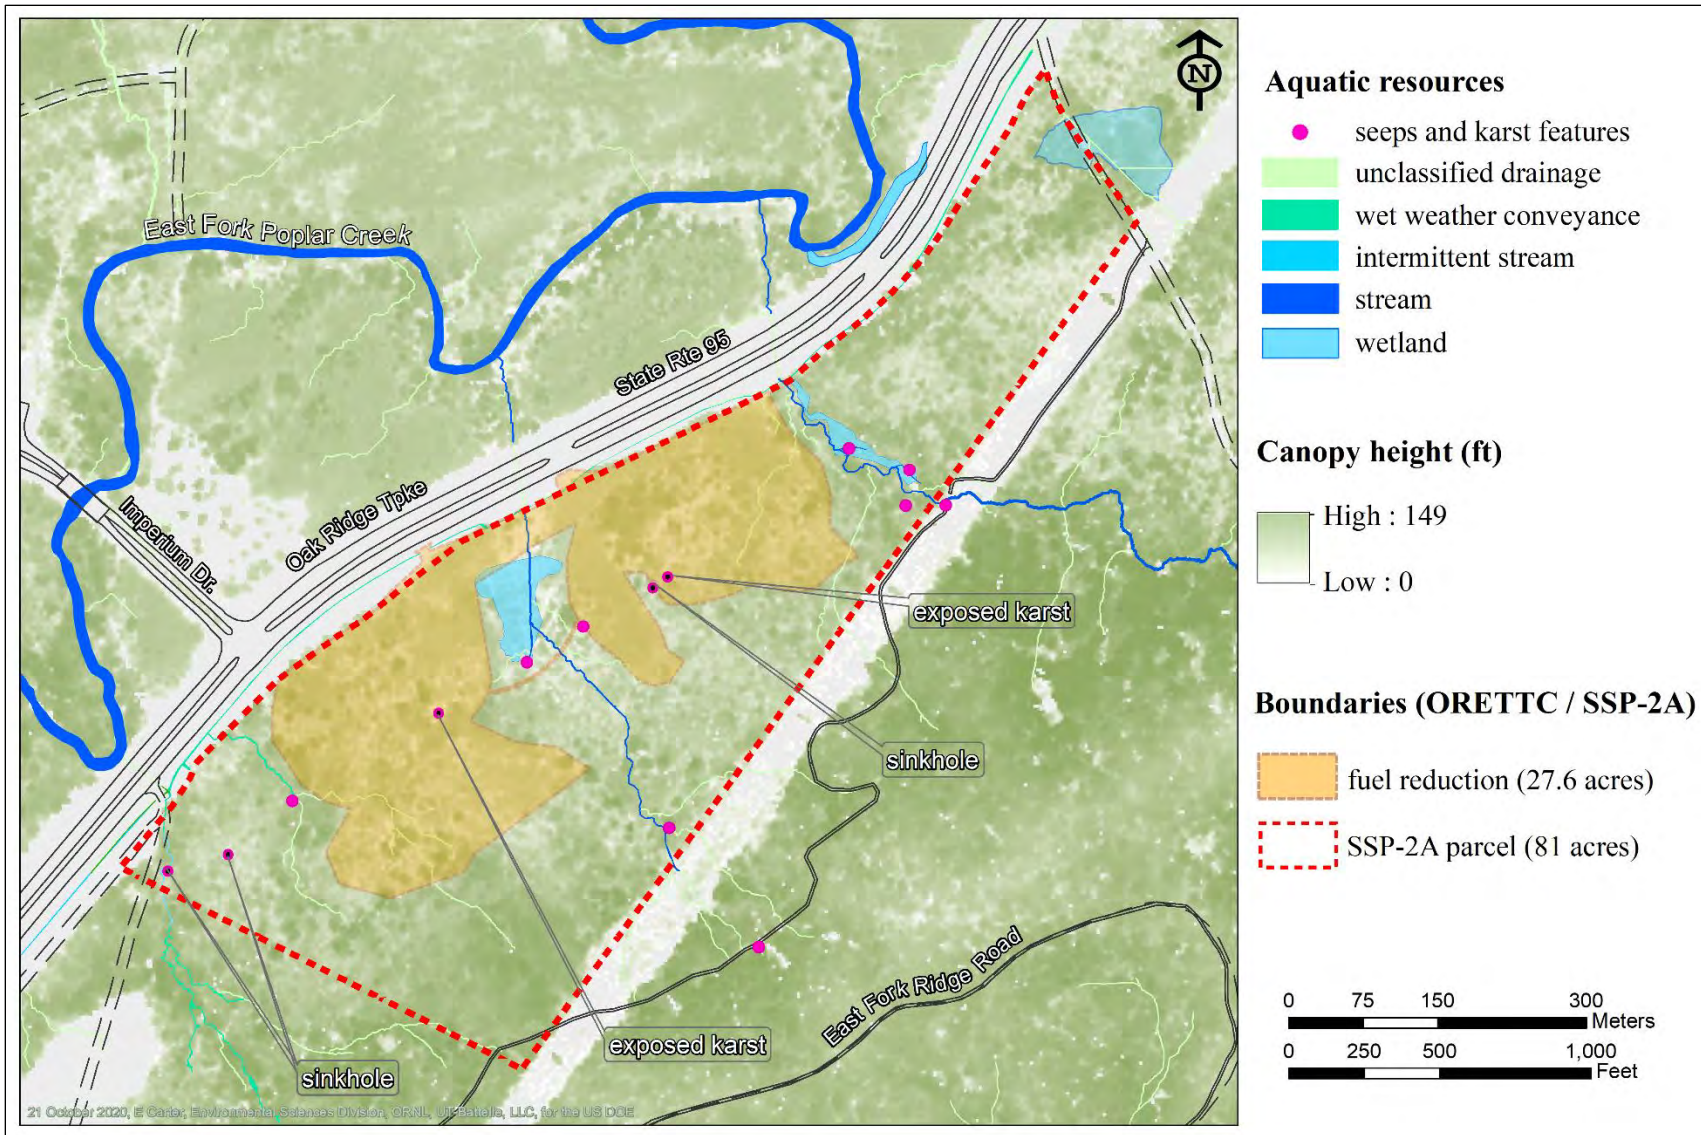 N
East Fork Poplar Creek
State Rte 95
Oak Ridge Tpke
Imperium Dr.
exposed karst
sinkhole
East Fork Ridge Road
exposed karst
sinkhole
21 October 2020, E Carter, Environmental Sciences Division, ORNL, UT-Battelle, LLC, for the US DOE
Aquatic resources
seeps and karst features
unclassified drainage
wet weather conveyance
intermittent stream
stream
wetland
Canopy height (ft)
High : 149
Low : 0
Boundaries (ORETTC / SSP-2A)
fuel reduction (27.6 acres)
SSP-2A parcel (81 acres)
0 75 150 300
Meters
0 250 500 1,000
Feet